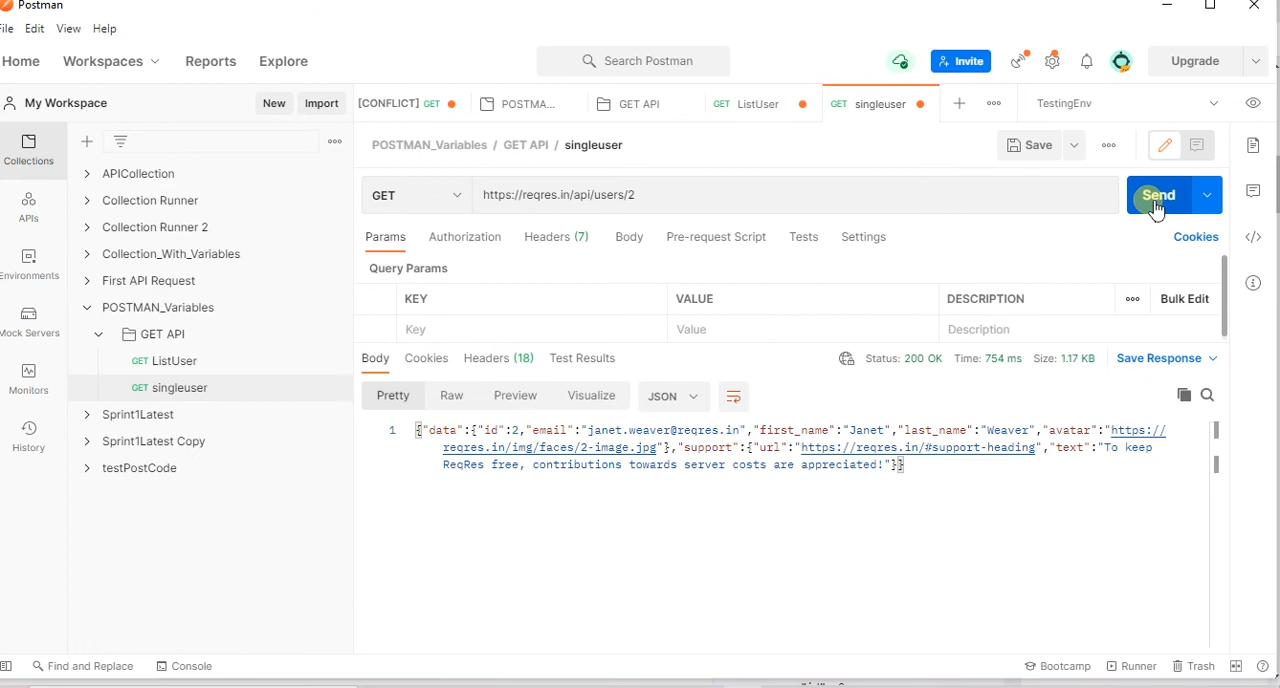 Postman
File Edit View Help
Home Workspaces Reports Explore Search Postman Invite Upgrade
My Workspace New Import [CONFLICT] GET POSTMA... GET API GET ListUser GET singleuser TestingEnv
Collections
APIs
Environments
Mock Servers
Monitors
History
APICollection
Collection Runner
Collection Runner 2
Collection_With_Variables
First API Request
POSTMAN_Variables
GET API
GET ListUser
GET singleuser
Sprint1Latest
Sprint1Latest Copy
testPostCode
POSTMAN_Variables / GET API / singleuser Save
GET https://reqres.in/api/users/2 Send
Params Authorization Headers (7) Body Pre-request Script Tests Settings Cookies
Query Params
KEY VALUE DESCRIPTION Bulk Edit
Key Value Description
Body Cookies Headers (18) Test Results Status: 200 OK Time: 754 ms Size: 1.17 KB Save Response
Pretty Raw Preview Visualize JSON
1 {"data":{"id":2,"email":"janet.weaver@reqres.in","first_name":"Janet","last_name":"Weaver","avatar":"https://
reqres.in/img/faces/2-image.jpg"},"support":{"url":"https://reqres.in/#support-heading","text":"To keep
ReqRes free, contributions towards server costs are appreciated!"}}
Find and Replace Console Bootcamp Runner Trash